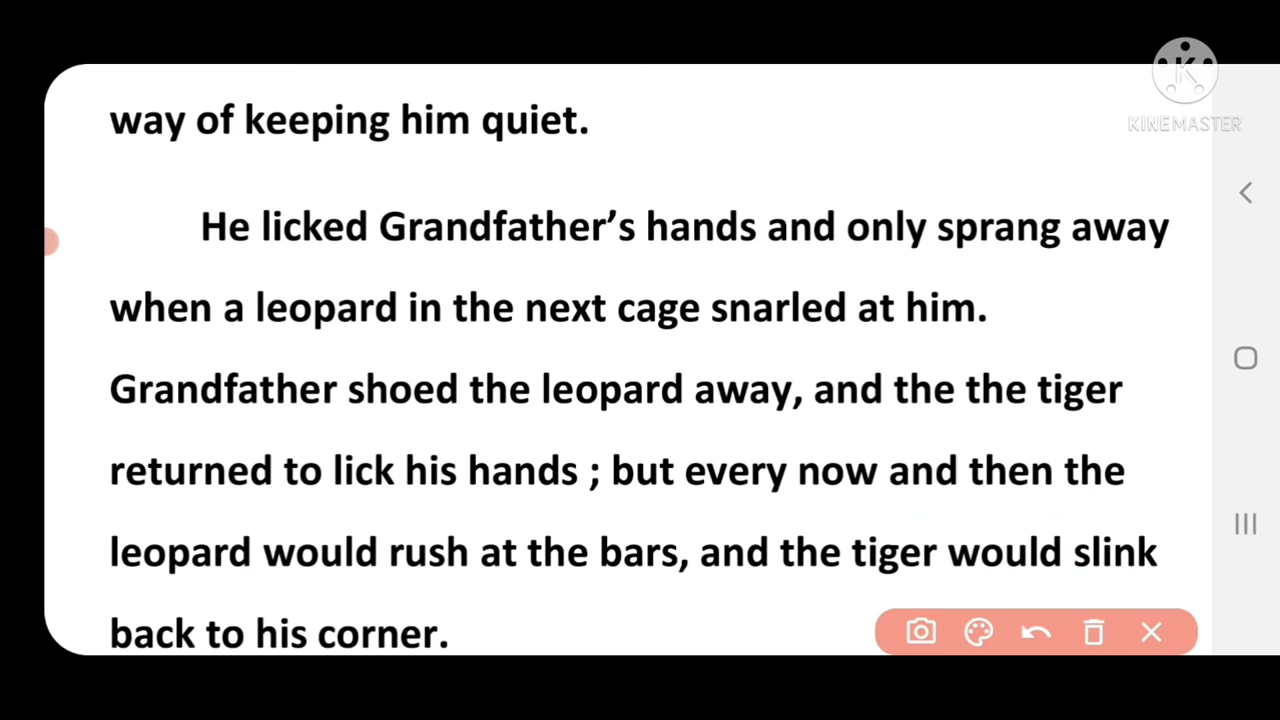 way of keeping him quiet.
KINEMASTER
He licked Grandfather’s hands and only sprang away
when a leopard in the next cage snarled at him.
Grandfather shoed the leopard away, and the the tiger
returned to lick his hands ; but every now and then the
leopard would rush at the bars, and the tiger would slink
back to his corner.